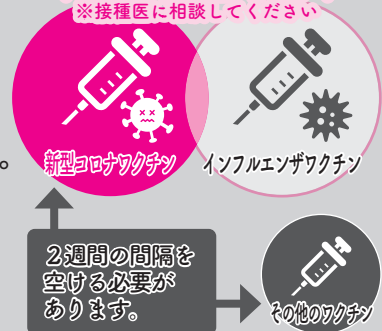 ※接種医に相談してください
。
新型コロナワクチン
インフルエンザワクチン
2週間の間隔を
空ける必要が
あります。
その他のワクチン